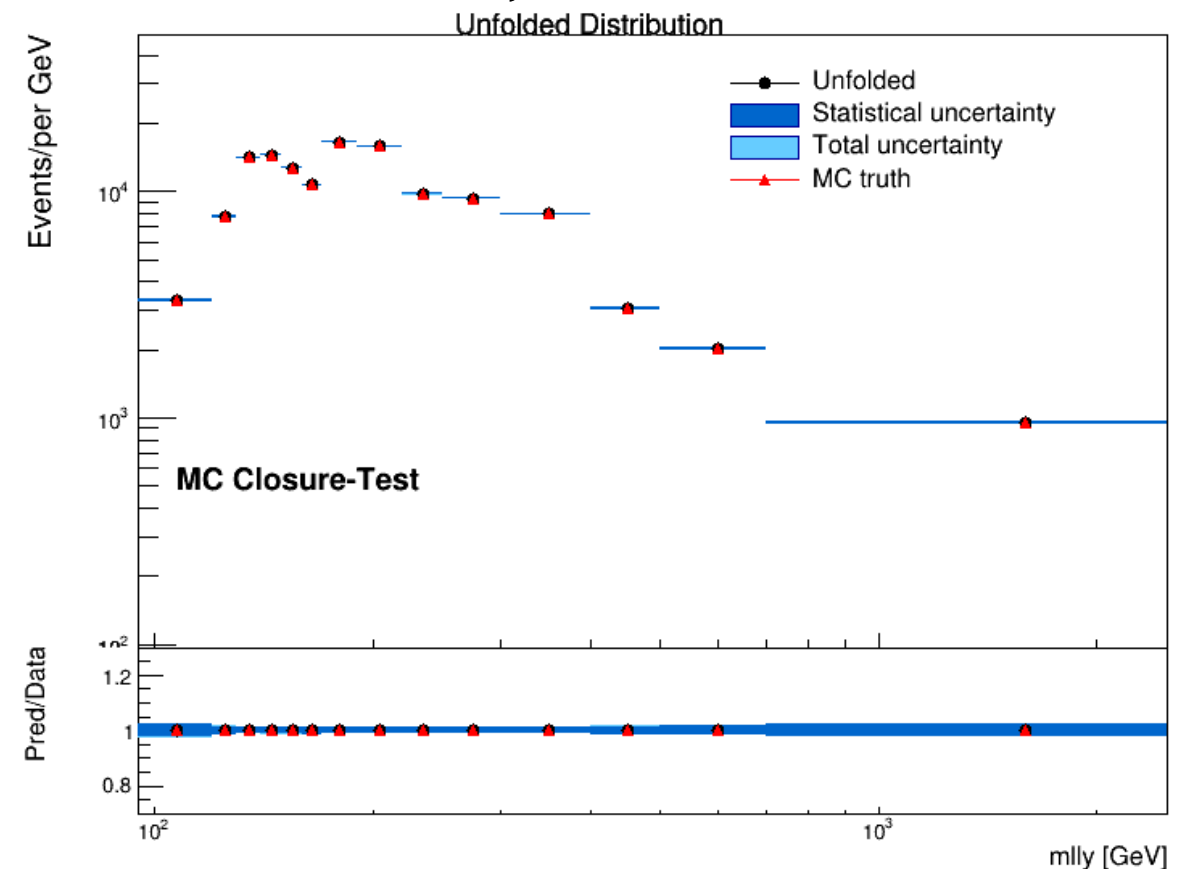 Unfolded Distribution
Events/per GeV
Unfolded
Statistical uncertainty
Total uncertainty
MC truth
10⁴
10³
MC Closure-Test
10²
Pred/Data
1.2
1
0.8
10²
10³
mlly [GeV]